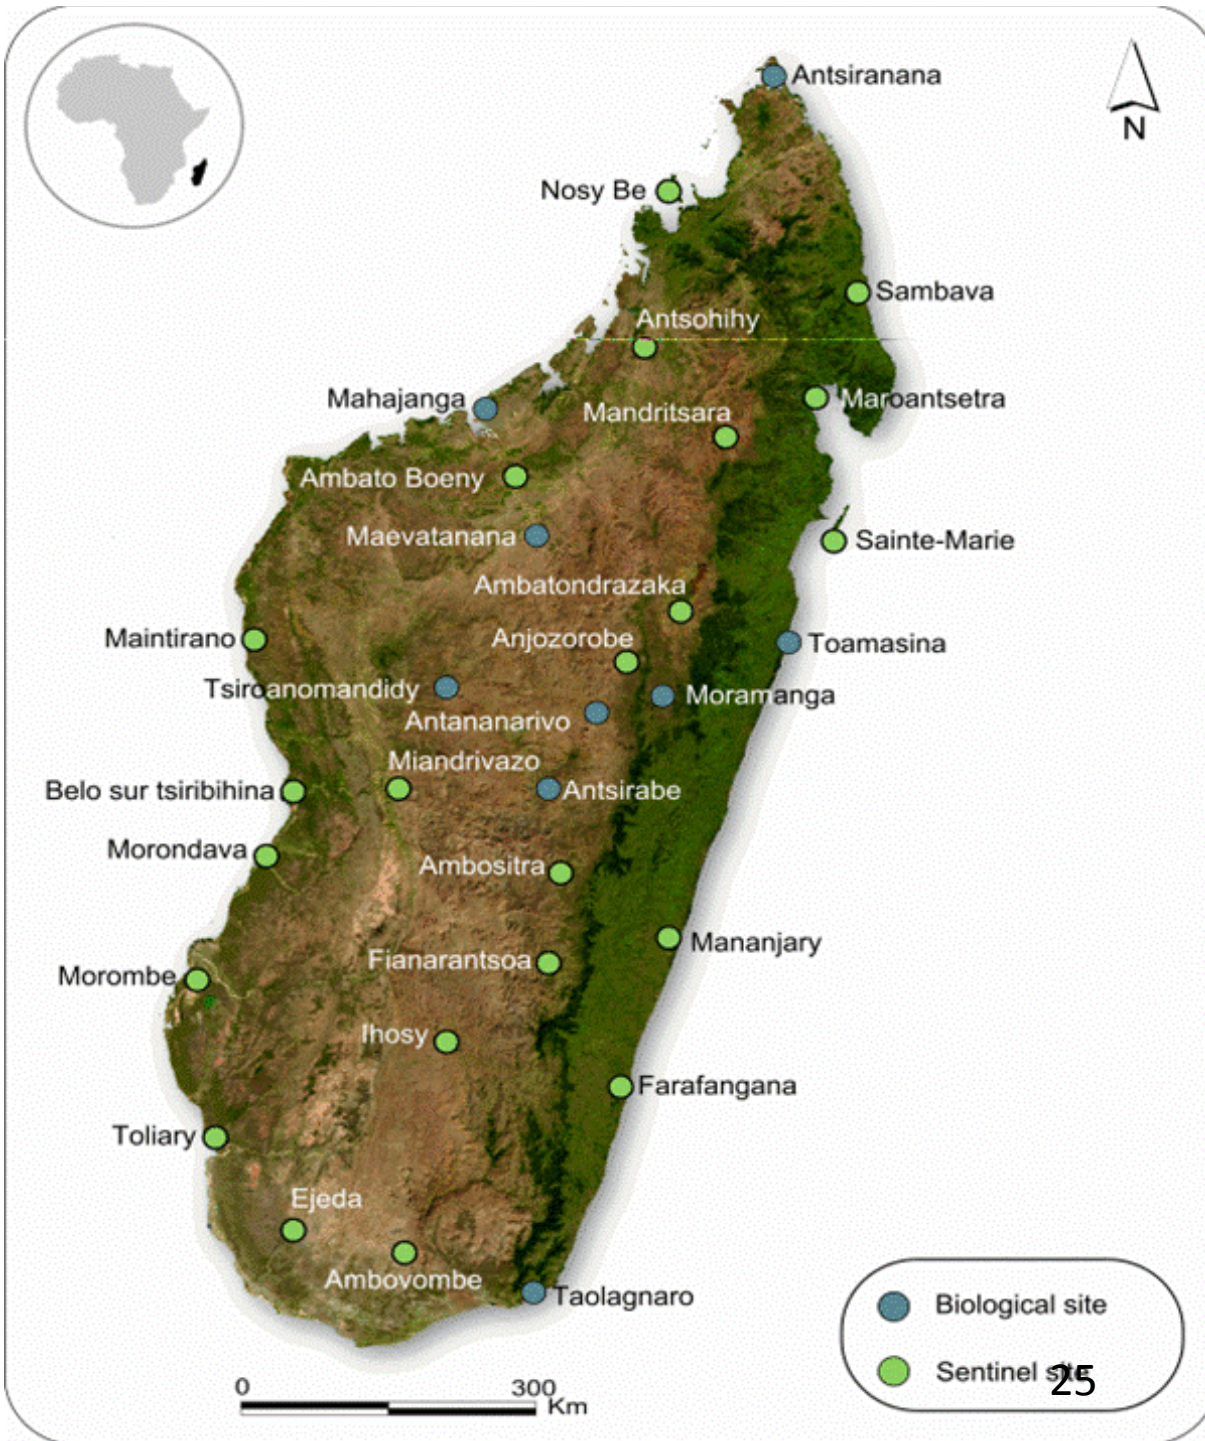 Antsiranana
N
Nosy Be
Sambava
Antsohihy
Mahajanga
Maroantsetra
Mandritsara
Ambato Boeny
Maevatanana
Sainte-Marie
Ambatondrazaka
Maintirano
Anjozorobe
Toamasina
Tsiroanomandidy
Moramanga
Antananarivo
Miandrivazo
Belo sur tsiribihina
Antsirabe
Morondava
Ambositra
Mananjary
Fianarantsoa
Morombe
Ihosy
Farafangana
Toliary
Ejeda
Ambovombe
Taolagnaro
Biological site
Sentinel site
25
0 300
Km